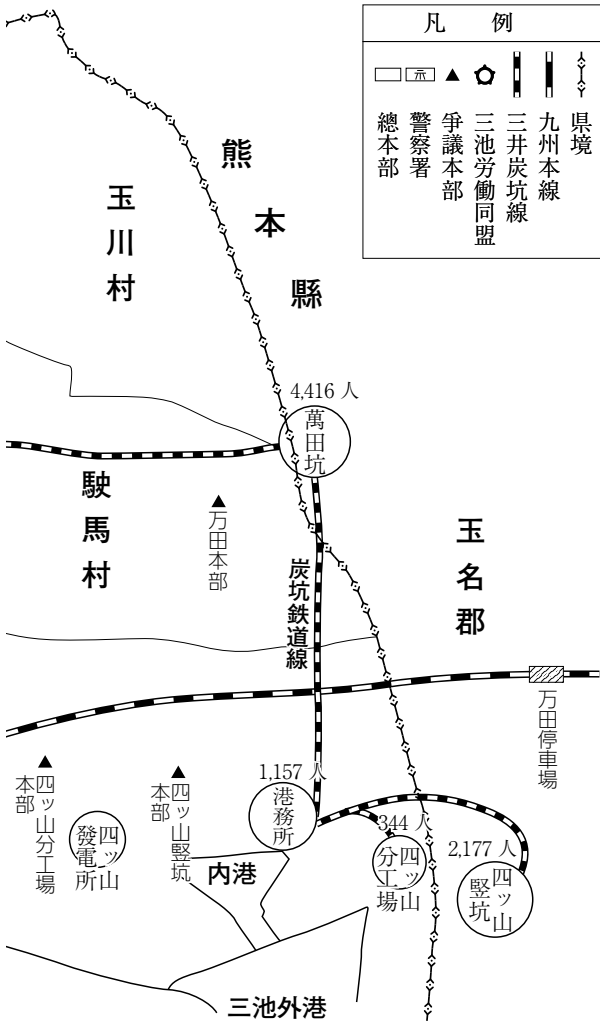 凡 例
県境
九州本線
三井炭坑線
三池労働同盟
爭議本部
警察署
總本部
熊本縣
玉川村
4,416 人
萬田坑
駛馬村
万田本部
炭坑鉄道線
玉名郡
万田停車場
四ッ山分工場
本部
四ッ山
發電所
四ッ山竪坑
本部
1,157 人
港務所
344 人
四ッ山
分工場
2,177 人
四ッ山
竪坑
内港
三池外港